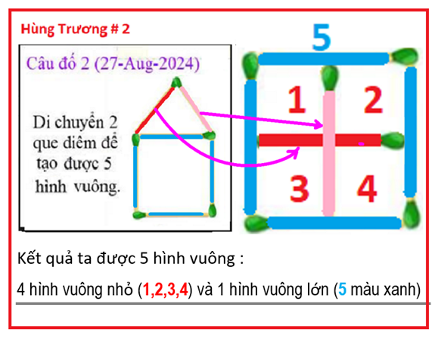 Hùng Trương # 2
Câu đố 2 (27-Aug-2024)
Di chuyển 2
que diêm để
tạo được 5
hình vuông.
5
1 2
3 4
Kết quả ta được 5 hình vuông :
4 hình vuông nhỏ (1,2,3,4) và 1 hình vuông lớn (5 màu xanh)